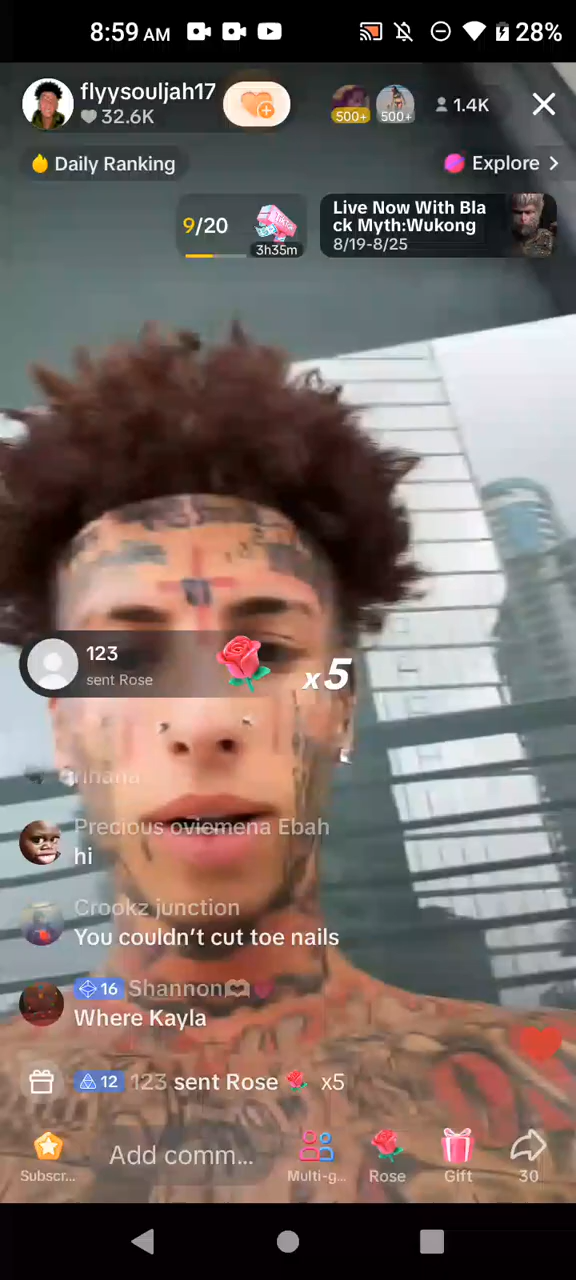 8:59 AM
28%
flyysouljah17
32.6K
500+
500+
1.4K
Daily Ranking
Explore >
9/20
3h35m
Live Now With Bla
ck Myth:Wukong
8/19-8/25
123
sent Rose
x5
Precious oviemena Ebah
hi
Crookz junction
You couldn't cut toe nails
16 Shannon
Where Kayla
12 123 sent Rose x5
Subscr...
Add comm...
Multi-g...
Rose
Gift
30